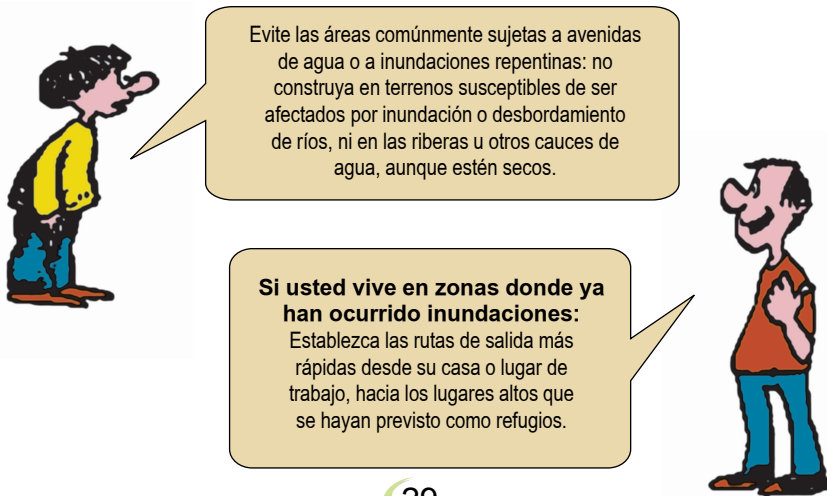 Evite las áreas comúnmente sujetas a avenidas
de agua o a inundaciones repentinas: no
construya en terrenos susceptibles de ser
afectados por inundación o desbordamiento
de ríos, ni en las riberas u otros cauces de
agua, aunque estén secos.
Si usted vive en zonas donde ya
han ocurrido inundaciones:
Establezca las rutas de salida más
rápidas desde su casa o lugar de
trabajo, hacia los lugares altos que
se hayan previsto como refugios.